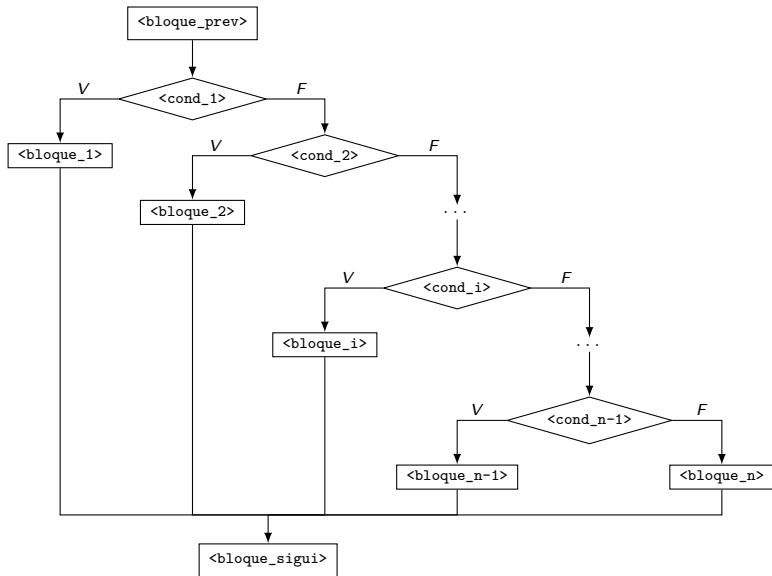 <bloque_prev>
V
<cond_1>
F
<bloque_1>
V
<cond_2>
F
<bloque_2>
...
V
<cond_i>
F
<bloque_i>
...
V
<cond_n-1>
F
<bloque_n-1>
<bloque_n>
<bloque_sigui>